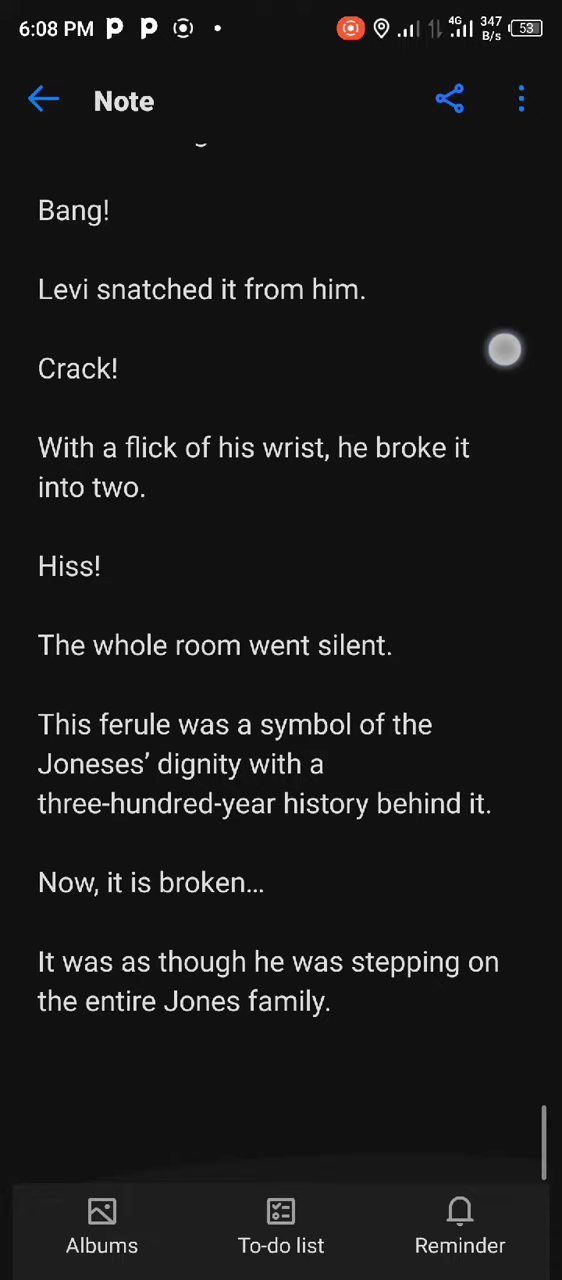 6:08 PM
4G
347 B/s
53
Note
Bang!
Levi snatched it from him.
Crack!
With a flick of his wrist, he broke it
into two.
Hiss!
The whole room went silent.
This ferule was a symbol of the
Joneses’ dignity with a
three-hundred-year history behind it.
Now, it is broken...
It was as though he was stepping on
the entire Jones family.
Albums
To-do list
Reminder